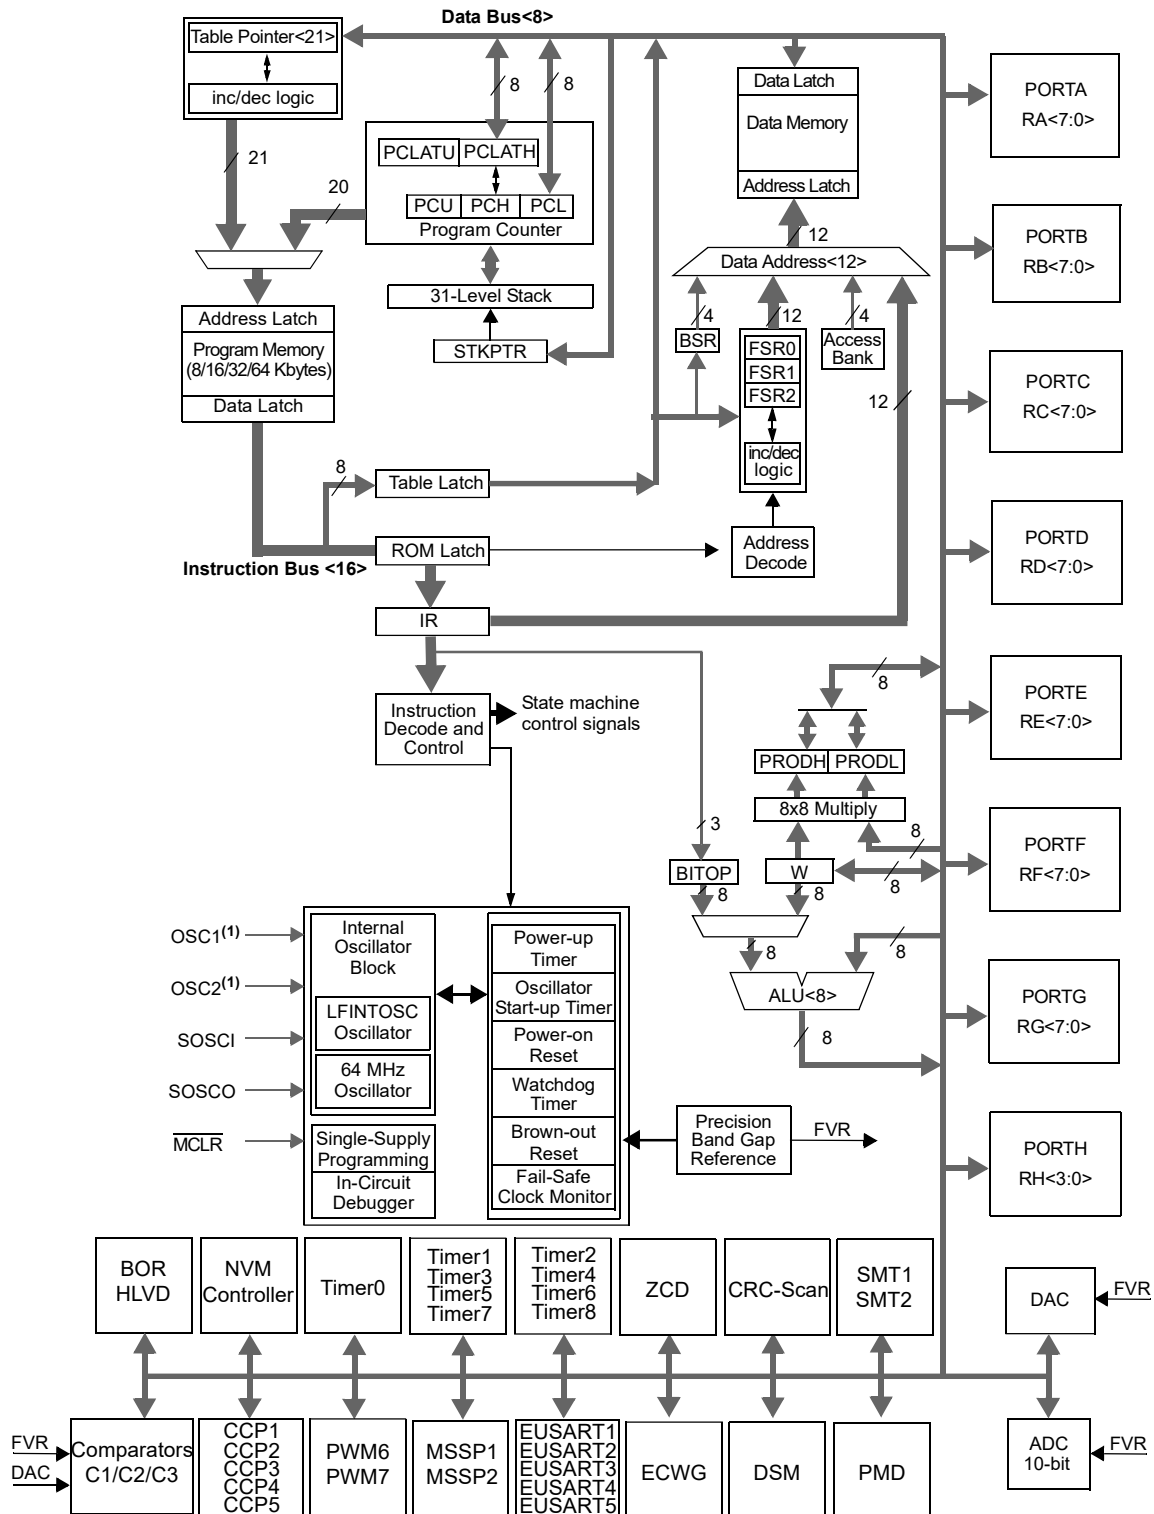 Data Bus<8>
Table Pointer<21>
inc/dec logic
21
20
8
8
PCLATU
PCLATH
PCU
PCH
PCL
Program Counter
31-Level Stack
STKPTR
Address Latch
Program Memory
(8/16/32/64 Kbytes)
Data Latch
8
Table Latch
ROM Latch
Instruction Bus <16>
IR
Instruction
Decode and
Control
State machine
control signals
Data Latch
Data Memory
Address Latch
12
Data Address<12>
4
12
4
BSR
FSR0
FSR1
FSR2
inc/dec
logic
Access
Bank
12
Address
Decode
8
PRODH
PRODL
8x8 Multiply
3
8
BITOP
W
8
8
8
8
8
ALU<8>
8
PORTA
RA<7:0>
PORTB
RB<7:0>
PORTC
RC<7:0>
PORTD
RD<7:0>
PORTE
RE<7:0>
PORTF
RF<7:0>
PORTG
RG<7:0>
PORTH
RH<3:0>
OSC1(1)
OSC2(1)
SOSCI
SOSCO
MCLR
Internal
Oscillator
Block
LFINTOSC
Oscillator
64 MHz
Oscillator
Single-Supply
Programming
In-Circuit
Debugger
Power-up
Timer
Oscillator
Start-up Timer
Power-on
Reset
Watchdog
Timer
Brown-out
Reset
Fail-Safe
Clock Monitor
Precision
Band Gap
Reference
FVR
BOR
HLVD
NVM
Controller
Timer0
Timer1
Timer3
Timer5
Timer7
Timer2
Timer4
Timer6
Timer8
ZCD
CRC-Scan
SMT1
SMT2
DAC
FVR
FVR
DAC
Comparators
C1/C2/C3
CCP1
CCP2
CCP3
CCP4
CCP5
PWM6
PWM7
MSSP1
MSSP2
EUSART1
EUSART2
EUSART3
EUSART4
EUSART5
ECWG
DSM
PMD
ADC
10-bit
FVR